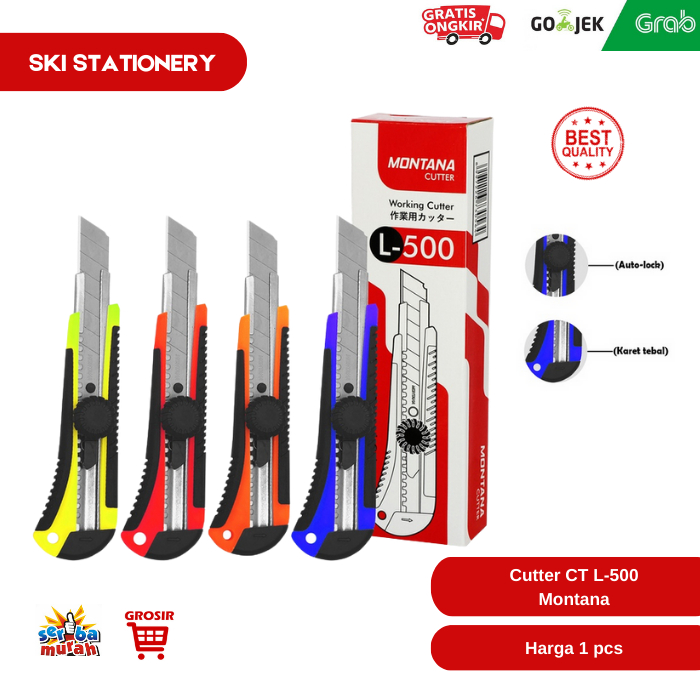 GRATIS
ONGKIR
GOJEK
Grab
SKI STATIONERY
MONTANA
CUTTER
Working Cutter
作業用カッター
L-500
BEST
QUALITY
(Auto-lock)
(Karet tebal)
MONTANA
CUTTER
Cutter CT L-500
Montana
Harga 1 pcs
serba
murah
GROSIR